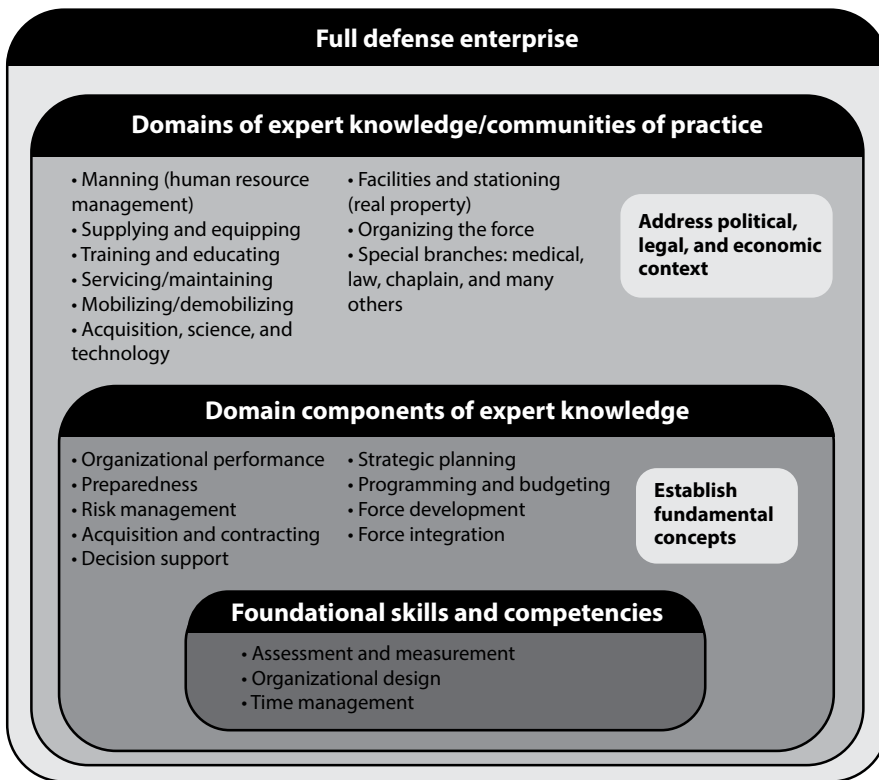 Full defense enterprise
Domains of expert knowledge/communities of practice
• Manning (human resource
management)
• Supplying and equipping
• Training and educating
• Servicing/maintaining
• Mobilizing/demobilizing
• Acquisition, science, and
technology
• Facilities and stationing
(real property)
• Organizing the force
• Special branches: medical,
law, chaplain, and many
others
Address political,
legal, and economic
context
Domain components of expert knowledge
• Organizational performance
• Preparedness
• Risk management
• Acquisition and contracting
• Decision support
• Strategic planning
• Programming and budgeting
• Force development
• Force integration
Establish
fundamental
concepts
Foundational skills and competencies
• Assessment and measurement
• Organizational design
• Time management